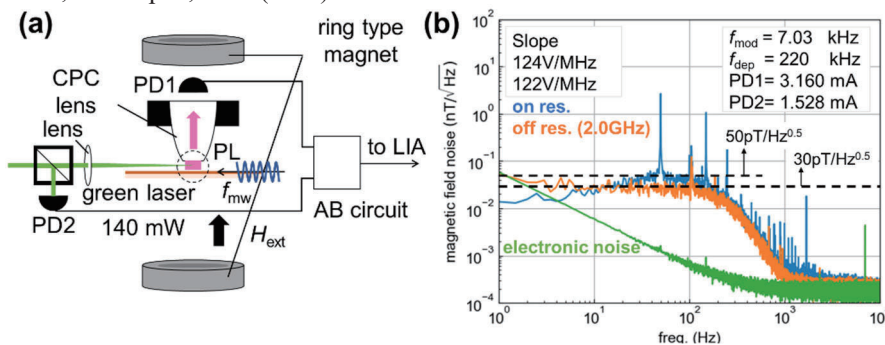 (a)
ring type
magnet
PD1
CPC
lens
lens
PL
to LIA
green laser
f_mw
PD2
140 mW
H_ext
AB circuit
(b)
magnetic field noise (nT/√Hz)
10^2
10^1
10^0
10^-1
10^-2
10^-3
10^-4
Slope
124V/MHz
122V/MHz
on res.
off res. (2.0GHz)
f_mod = 7.03 kHz
f_dep = 220 kHz
PD1= 3.160 mA
PD2= 1.528 mA
50pT/Hz^0.5
30pT/Hz^0.5
electronic noise
10^0 10^1 10^2 10^3 10
freq. (Hz)